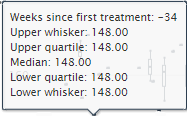 Weeks since first treatment: -34
Upper whisker: 148.00
Upper quartile: 148.00
Median: 148.00
Lower quartile: 148.00
Lower whisker: 148.00